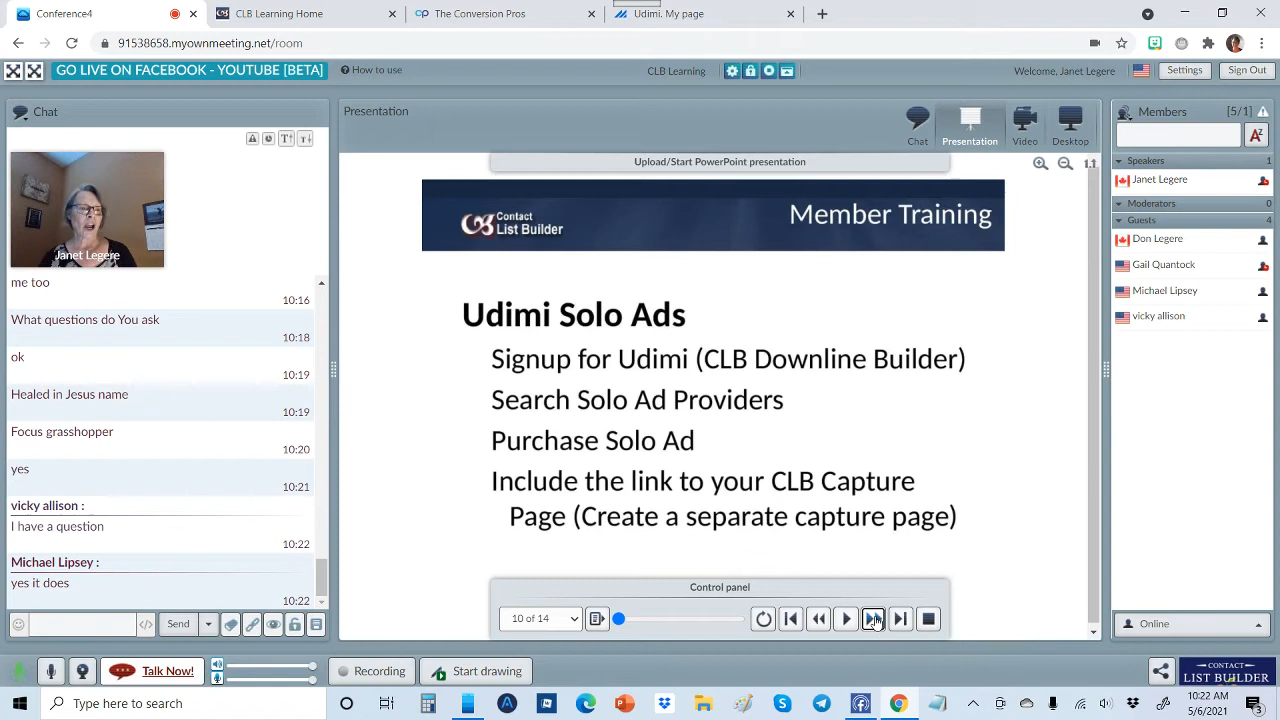 Conference4
CLB Learning Home
The Conversion Pros
Udimi. My page
91538658.myownmeeting.net/room
GO LIVE ON FACEBOOK - YOUTUBE [BETA]
How to use
CLB Learning
Welcome, Janet Legere
Settings
Sign Out
Chat
Presentation
Chat
Presentation
Video
Desktop
Members
[5/1]
Upload/Start PowerPoint presentation
1:1
Speakers 1
Janet Legere
Moderators 0
Guests 4
Don Legere
Gail Quantock
Michael Lipsey
vicky allison
Janet Legere
me too
10:16
What questions do You ask
10:18
ok
10:19
Healed in Jesus name
10:19
Focus grasshopper
10:20
yes
10:21
vicky allison :
I have a question
10:22
Michael Lipsey :
yes it does
10:22
Contact
List Builder
Member Training
Udimi Solo Ads
Signup for Udimi (CLB Downline Builder)
Search Solo Ad Providers
Purchase Solo Ad
Include the link to your CLB Capture
Page (Create a separate capture page)
Control panel
10 of 14
Send
Online
Talk Now!
Recording
Start drawing
CONTACT
LIST BUILDER
Type here to search
10:22 AM
5/6/2021
3